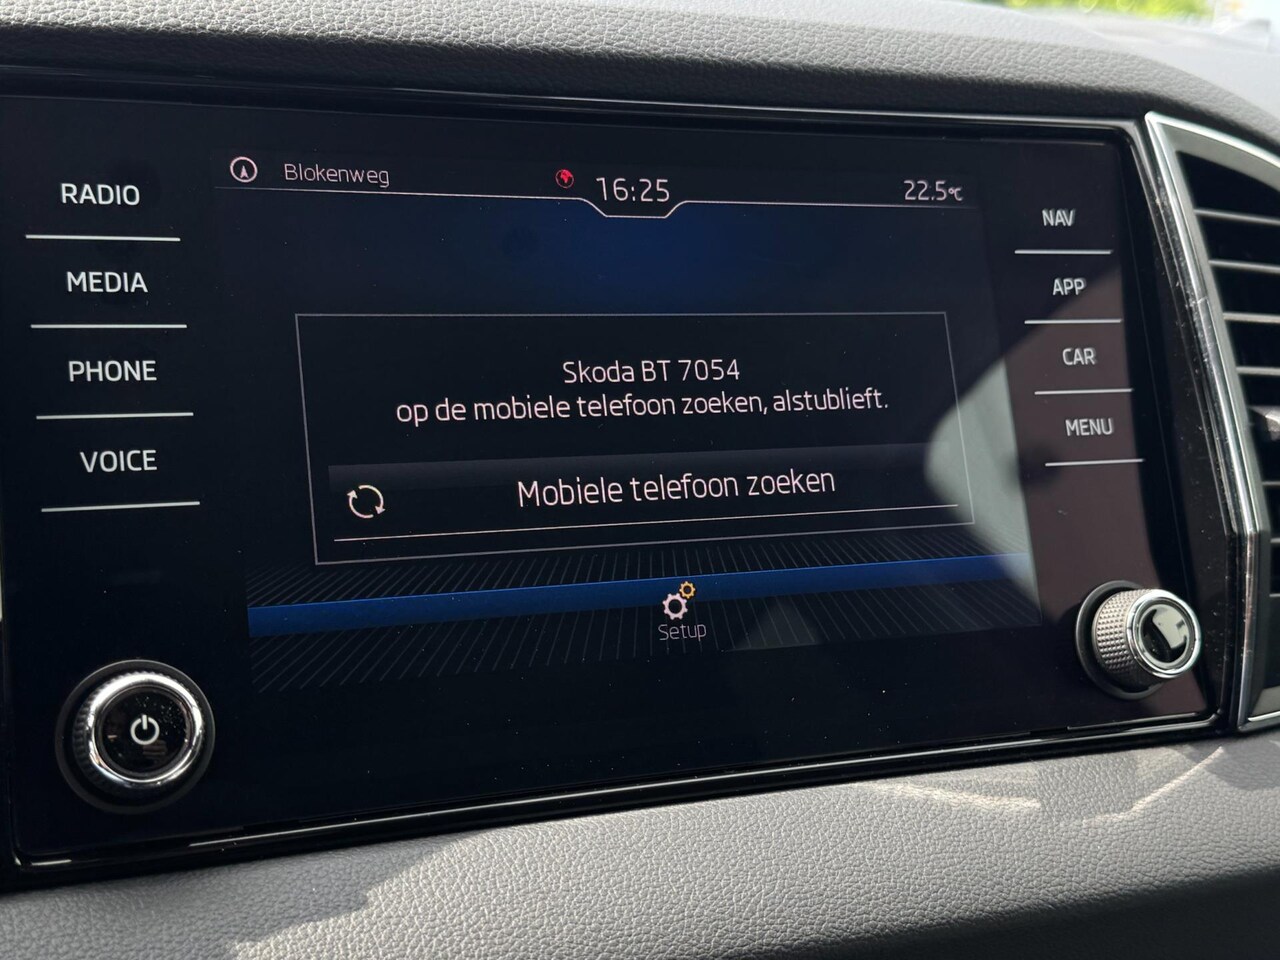 Blokenweg
16:25
22.5°C
RADIO
MEDIA
PHONE
VOICE
NAV
APP
CAR
MENU
Skoda BT 7054
op de mobiele telefoon zoeken, alstublieft.
Mobiele telefoon zoeken
Setup